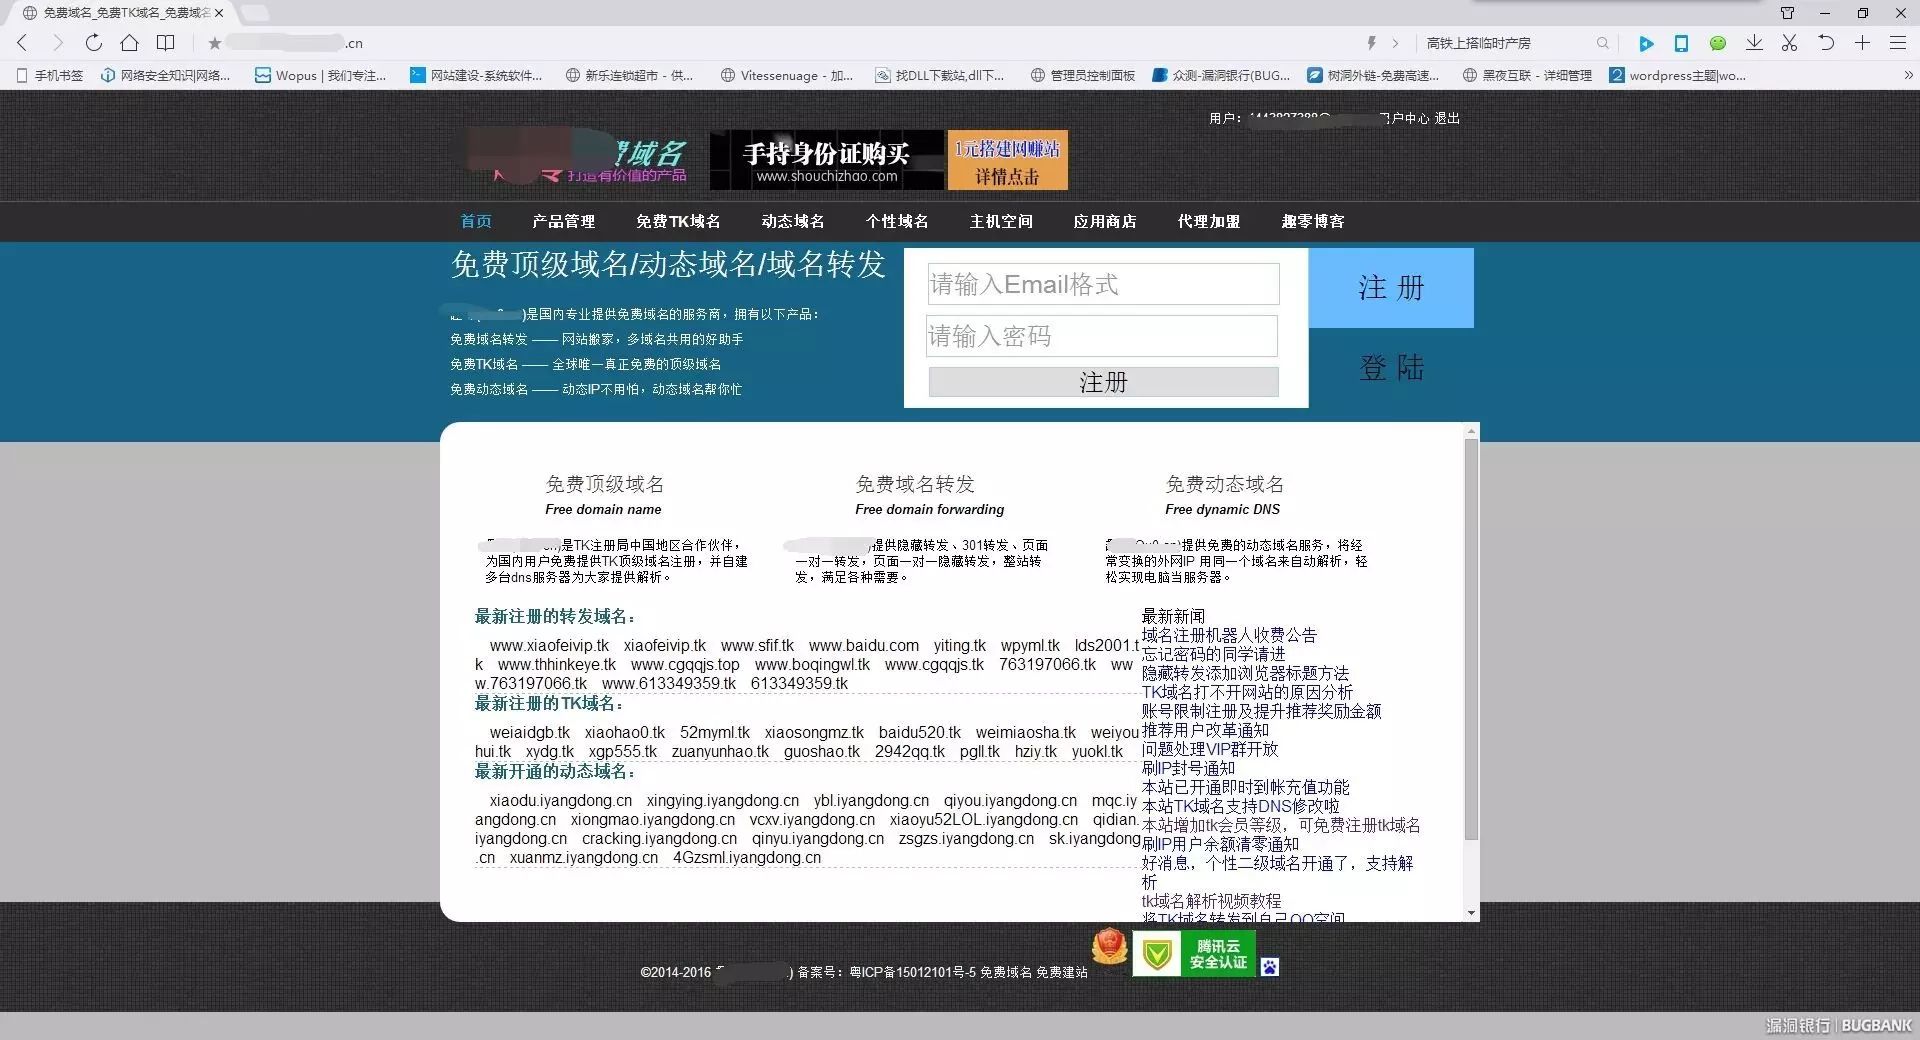 免费域名_免费TK域名_免费域名
.cn
高铁上搭临时产房
手机书签 网络安全知识|网络... Wopus | 我们专注... 网站建设-系统软件... 新乐连锁超市 - 供... Vitessenuage - 加... 找DLL下载站,dll下... 管理员控制面板 众测-漏洞银行(BUG... 树洞外链-免费高速... 黑夜互联 - 详细管理 wordpress主题|wo...
用户： 用户中心 退出
费域名
打造有价值的产品
手持身份证购买
www.shouchizhao.com
1元搭建网赚站
详情点击
首页 产品管理 免费TK域名 动态域名 个性域名 主机空间 应用商店 代理加盟 趣零博客
免费顶级域名/动态域名/域名转发
)是国内专业提供免费域名的服务商，拥有以下产品：
免费域名转发 —— 网站搬家，多域名共用的好助手
免费TK域名 —— 全球唯一真正免费的顶级域名
免费动态域名 —— 动态IP不用怕，动态域名帮你忙
请输入Email格式
请输入密码
注册
注 册
登 陆
免费顶级域名
Free domain name
)是TK注册局中国地区合作伙伴，
为国内用户免费提供TK顶级域名注册，并自建
多台dns服务器为大家提供解析。
免费域名转发
Free domain forwarding
)提供隐藏转发、301转发、页面
一对一转发，页面一对一隐藏转发，整站转
发，满足各种需要。
免费动态域名
Free dynamic DNS
)提供免费的动态域名服务，将经
常变换的外网IP 用同一个域名来自动解析，轻
松实现电脑当服务器。
最新注册的转发域名：
www.xiaofeivip.tk xiaofeivip.tk www.sfif.tk www.baidu.com yiting.tk wpyml.tk lds2001.t
k www.thhinkeye.tk www.cgqqjs.top www.boqingwl.tk www.cgqqjs.tk 763197066.tk ww
w.763197066.tk www.613349359.tk 613349359.tk
最新注册的TK域名：
weiaidgb.tk xiaohao0.tk 52myml.tk xiaosongmz.tk baidu520.tk weimiaosha.tk weiyou
hui.tk xydg.tk xgp555.tk zuanyunhao.tk guoshao.tk 2942qq.tk pgll.tk hziy.tk yuokl.tk
最新开通的动态域名：
xiaodu.iyangdong.cn xingying.iyangdong.cn ybl.iyangdong.cn qiyou.iyangdong.cn mqc.iy
angdong.cn xiongmao.iyangdong.cn vcxv.iyangdong.cn xiaoyu52LOL.iyangdong.cn qidian.
iyangdong.cn cracking.iyangdong.cn qinyu.iyangdong.cn zsgzs.iyangdong.cn sk.iyangdong
.cn xuanmz.iyangdong.cn 4Gzsml.iyangdong.cn
最新新闻
域名注册机器人收费公告
忘记密码的同学请进
隐藏转发添加浏览器标题方法
TK域名打不开网站的原因分析
账号限制注册及提升推荐奖励金额
推荐用户改革通知
问题处理VIP群开放
刷IP封号通知
本站已开通即时到帐充值功能
本站TK域名支持DNS修改啦
本站增加tk会员等级，可免费注册tk域名
刷IP用户余额清零通知
好消息，个性二级域名开通了，支持解
析
tk域名解析视频教程
将TK域名转发到自己QQ空间
©2014-2016 ) 备案号：粤ICP备15012101号-5 免费域名 免费建站
腾讯云
安全认证
漏洞银行 | BUGBANK